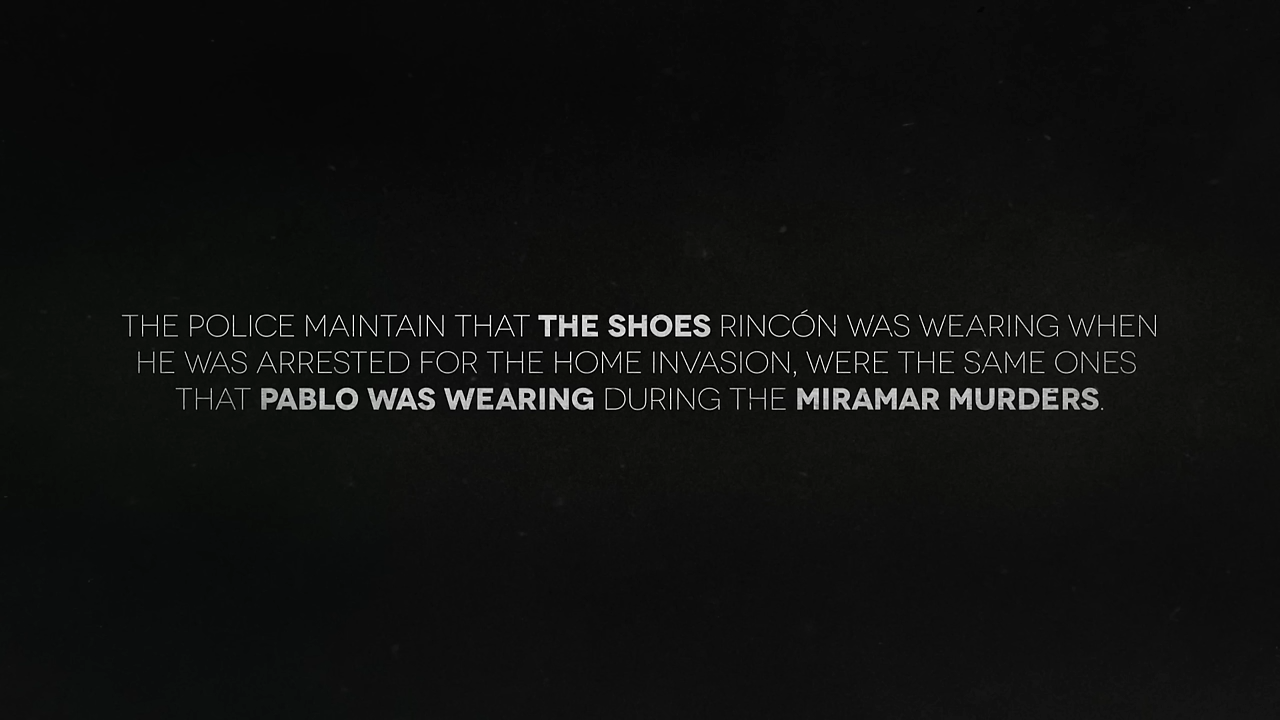 THE POLICE MAINTAIN THAT THE SHOES RINCÓN WAS WEARING WHEN
HE WAS ARRESTED FOR THE HOME INVASION, WERE THE SAME ONES
THAT PABLO WAS WEARING DURING THE MIRAMAR MURDERS.